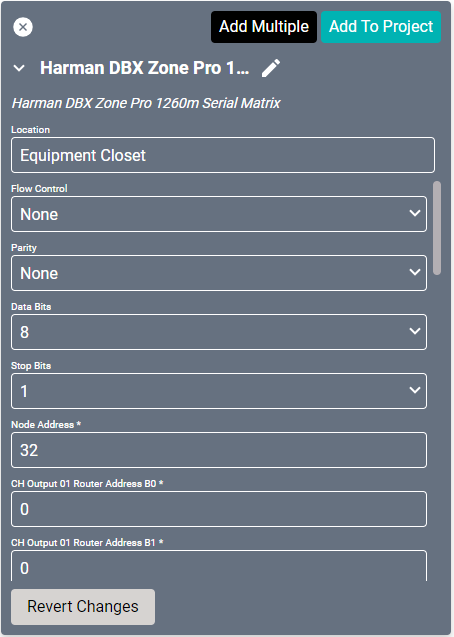 Add Multiple
Add To Project
Harman DBX Zone Pro 1...
Harman DBX Zone Pro 1260m Serial Matrix
Location
Equipment Closet
Flow Control
None
Parity
None
Data Bits
8
Stop Bits
1
Node Address *
32
CH Output 01 Router Address B0 *
0
CH Output 01 Router Address B1 *
0
Revert Changes